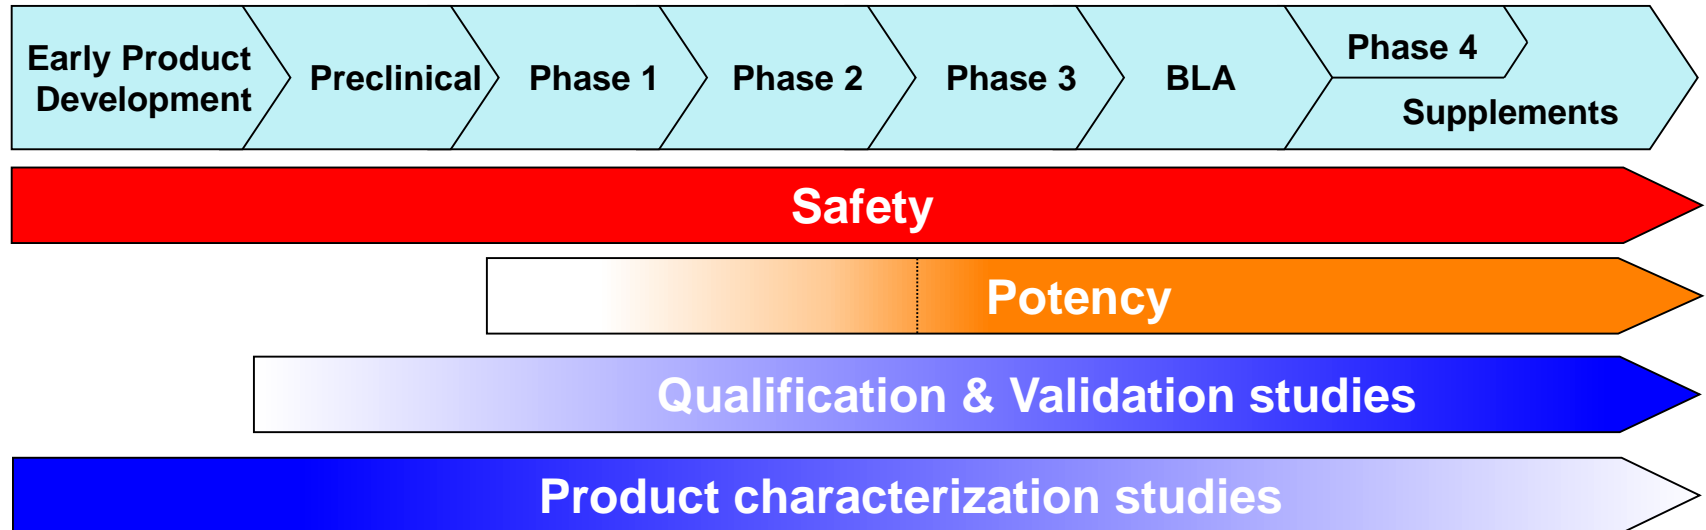 Early Product
Development
Preclinical
Phase 1
Phase 2
Phase 3
BLA
Phase 4
Supplements
Safety
Potency
Qualification & Validation studies
Product characterization studies